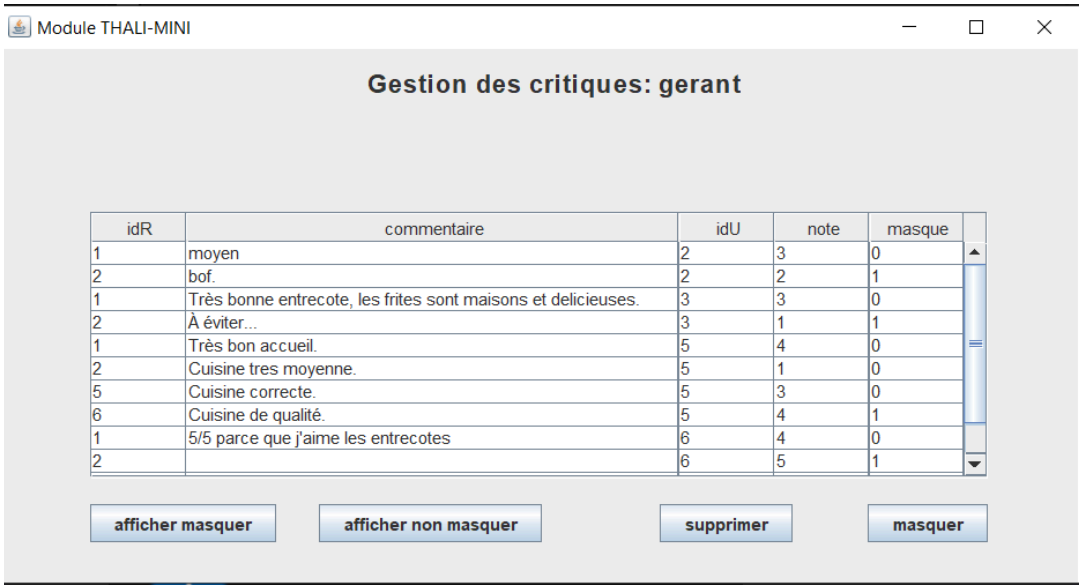 Module THALI-MINI
Gestion des critiques: gerant
idR commentaire idU note masque
1 moyen 2 3 0
2 bof. 2 2 1
1 Très bonne entrecote, les frites sont maisons et delicieuses. 3 3 0
2 À éviter... 3 1 1
1 Très bon accueil. 5 4 0
2 Cuisine tres moyenne. 5 1 0
5 Cuisine correcte. 5 3 0
6 Cuisine de qualité. 5 4 1
1 5/5 parce que j'aime les entrecotes 6 4 0
2 6 5 1
afficher masquer afficher non masquer supprimer masquer